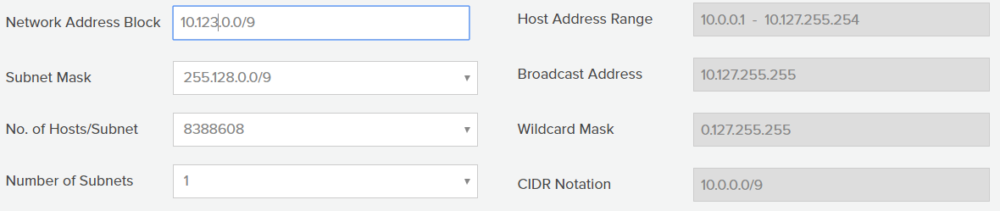 Network Address Block 10.123.0.0/9
Subnet Mask 255.128.0.0/9
No. of Hosts/Subnet 8388608
Number of Subnets 1
Host Address Range 10.0.0.1 - 10.127.255.254
Broadcast Address 10.127.255.255
Wildcard Mask 0.127.255.255
CIDR Notation 10.0.0.0/9